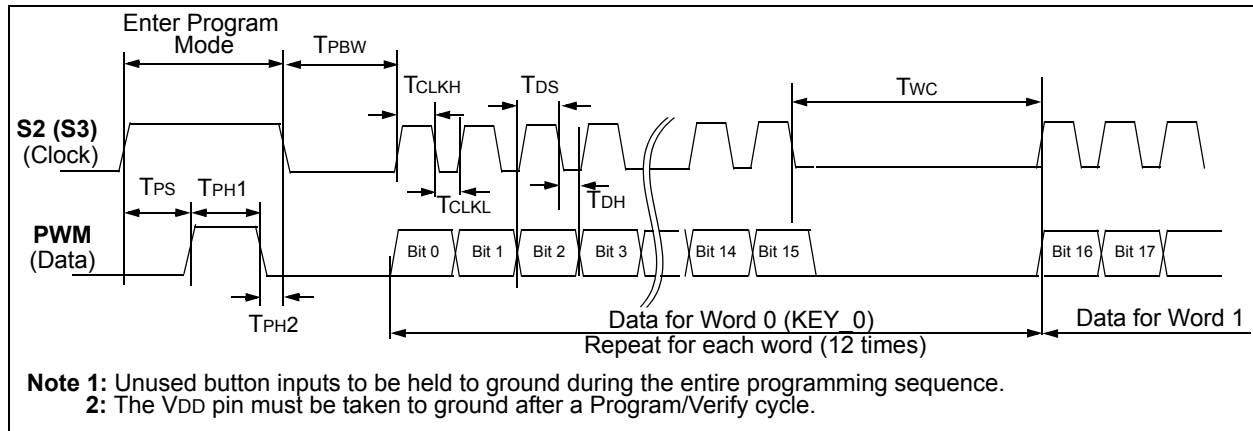 Enter Program
Mode
TPBW
TCLKH
TDS
TWC
S2 (S3)
(Clock)
TPS
TPH1
TCLKL
TDH
PWM
(Data)
Bit 0
Bit 1
Bit 2
Bit 3
Bit 14
Bit 15
Bit 16
Bit 17
TPH2
Data for Word 0 (KEY_0)
Repeat for each word (12 times)
Data for Word 1
Note 1: Unused button inputs to be held to ground during the entire programming sequence.
2: The VDD pin must be taken to ground after a Program/Verify cycle.